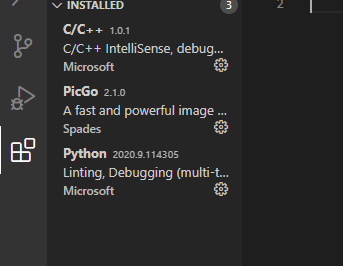 INSTALLED 3
2
C/C++ 1.0.1
C/C++ IntelliSense, debug...
Microsoft
PicGo 2.1.0
A fast and powerful image ...
Spades
Python 2020.9.114305
Linting, Debugging (multi-t...
Microsoft